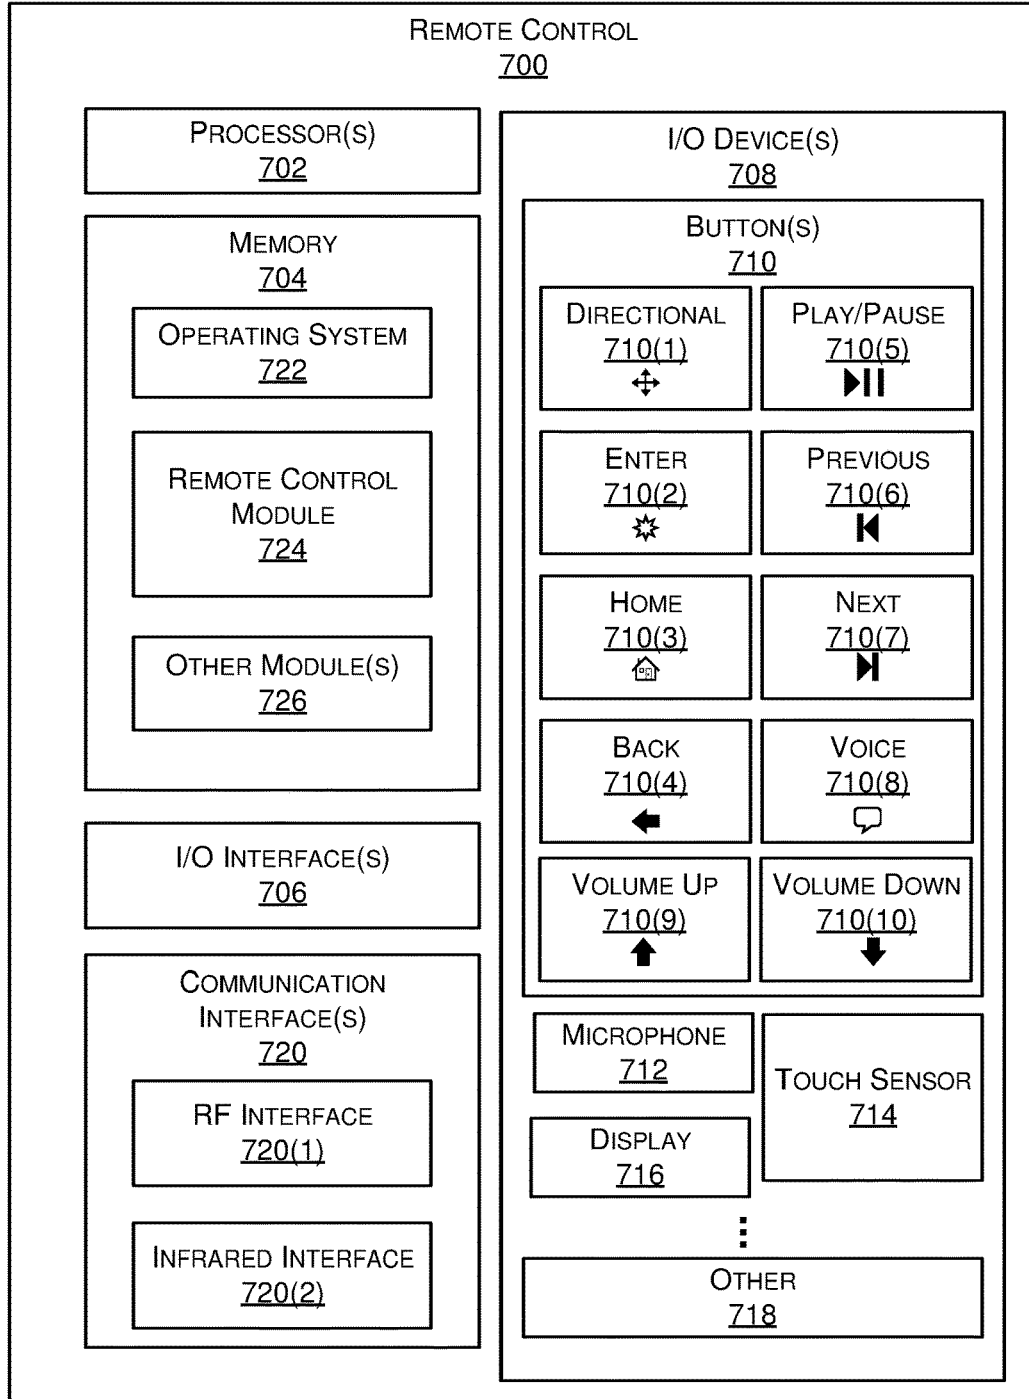 REMOTE CONTROL
700
PROCESSOR(S)
702
MEMORY
704
OPERATING SYSTEM
722
REMOTE CONTROL
MODULE
724
OTHER MODULE(S)
726
I/O INTERFACE(S)
706
COMMUNICATION
INTERFACE(S)
720
RF INTERFACE
720(1)
INFRARED INTERFACE
720(2)
I/O DEVICE(S)
708
BUTTON(S)
710
DIRECTIONAL
710(1)
PLAY/PAUSE
710(5)
ENTER
710(2)
PREVIOUS
710(6)
HOME
710(3)
NEXT
710(7)
BACK
710(4)
VOICE
710(8)
VOLUME UP
710(9)
VOLUME DOWN
710(10)
MICROPHONE
712
TOUCH SENSOR
714
DISPLAY
716
OTHER
718